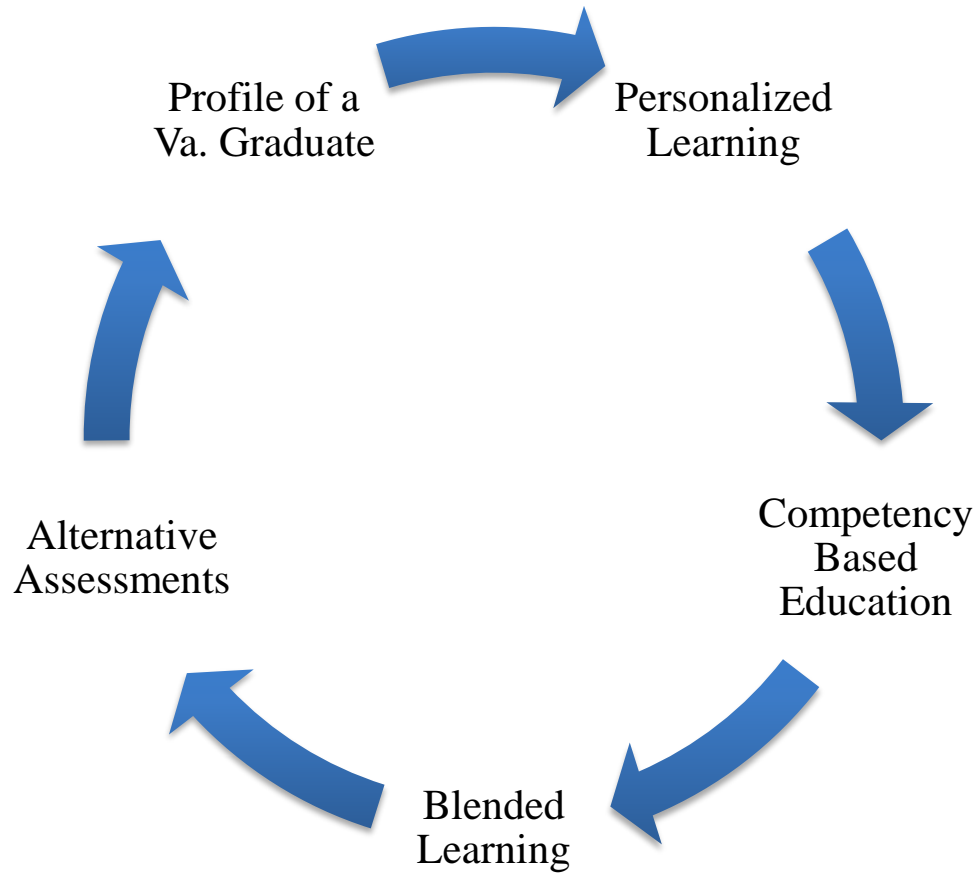 Profile of a
Va. Graduate
Personalized
Learning
Competency
Based
Education
Blended
Learning
Alternative
Assessments